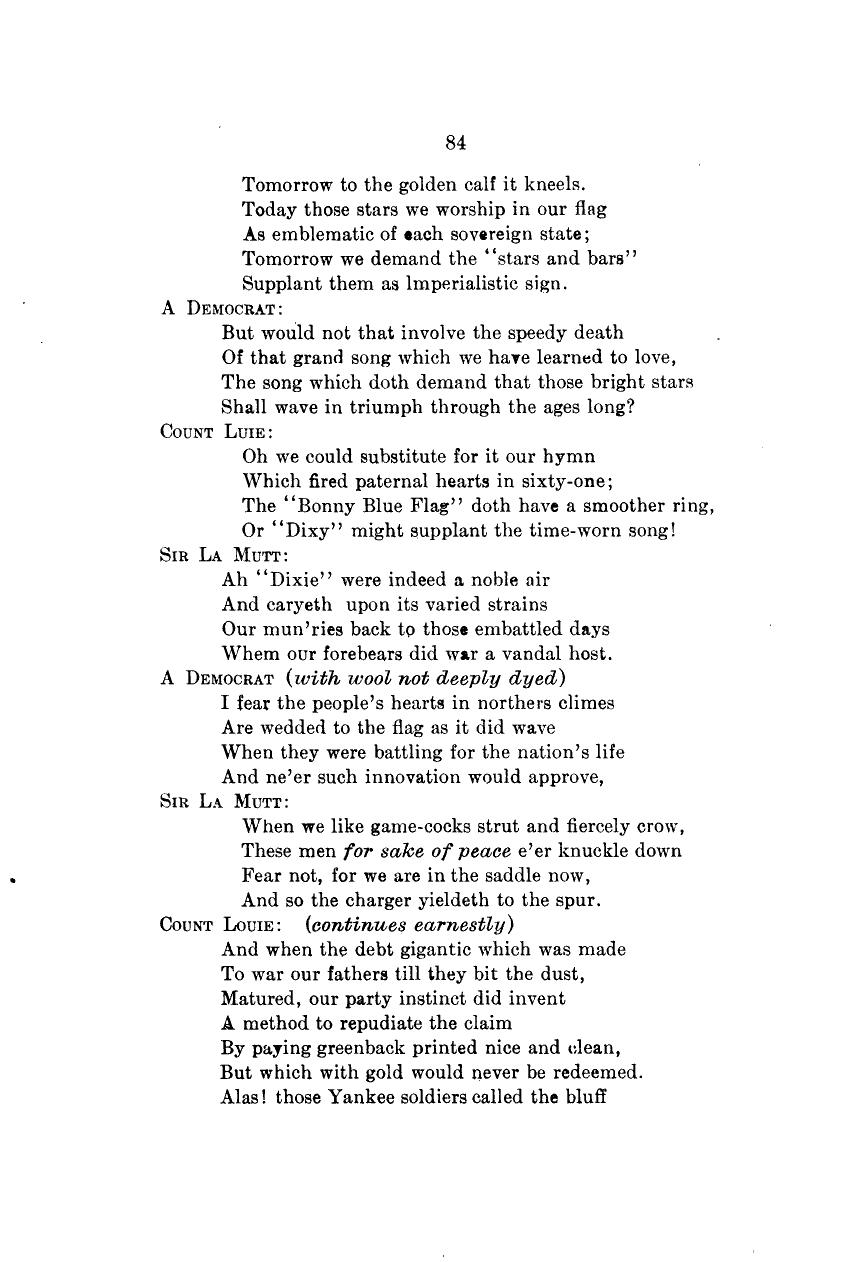 84
Tomorrow to the golden calf it kneels.
Today those stars we worship in our flag
As emblematic of each sovereign state;
Tomorrow we demand the ‘‘stars and bars’’
Supplant them as lmperialistic sign.
A DEMOCRAT:
But would not that involve the speedy death
Of that grand song which we have learned to love,
The song which doth demand that those bright stars
Shall wave in triumph through the ages long?
COUNT LUIE:
Oh we could substitute for it our hymn
Which fired paternal hearts in sixty-one;
The ‘‘Bonny Blue Flag’’ doth have a smoother ring,
Or ‘‘Dixy’’ might supplant the time-worn song!
SIR LA MUTT:
Ah ‘‘Dixie’’ were indeed a noble air
And caryeth upon its varied strains
Our mun’ries back to those embattled days
Whem our forebears did war a vandal host.
A DEMOCRAT (with wool not deeply dyed)
I fear the people’s hearts in northers climes
Are wedded to the flag as it did wave
When they were battling for the nation’s life
And ne’er such innovation would approve,
SIR LA MUTT:
When we like game-cocks strut and fiercely crow,
These men for sake of peace e’er knuckle down
Fear not, for we are in the saddle now,
And so the charger yieldeth to the spur.
COUNT LOUIE: (continues earnestly)
And when the debt gigantic which was made
To war our fathers till they bit the dust,
Matured, our party instinct did invent
A method to repudiate the claim
By paying greenback printed nice and clean,
But which with gold would never be redeemed.
Alas! those Yankee soldiers called the bluff